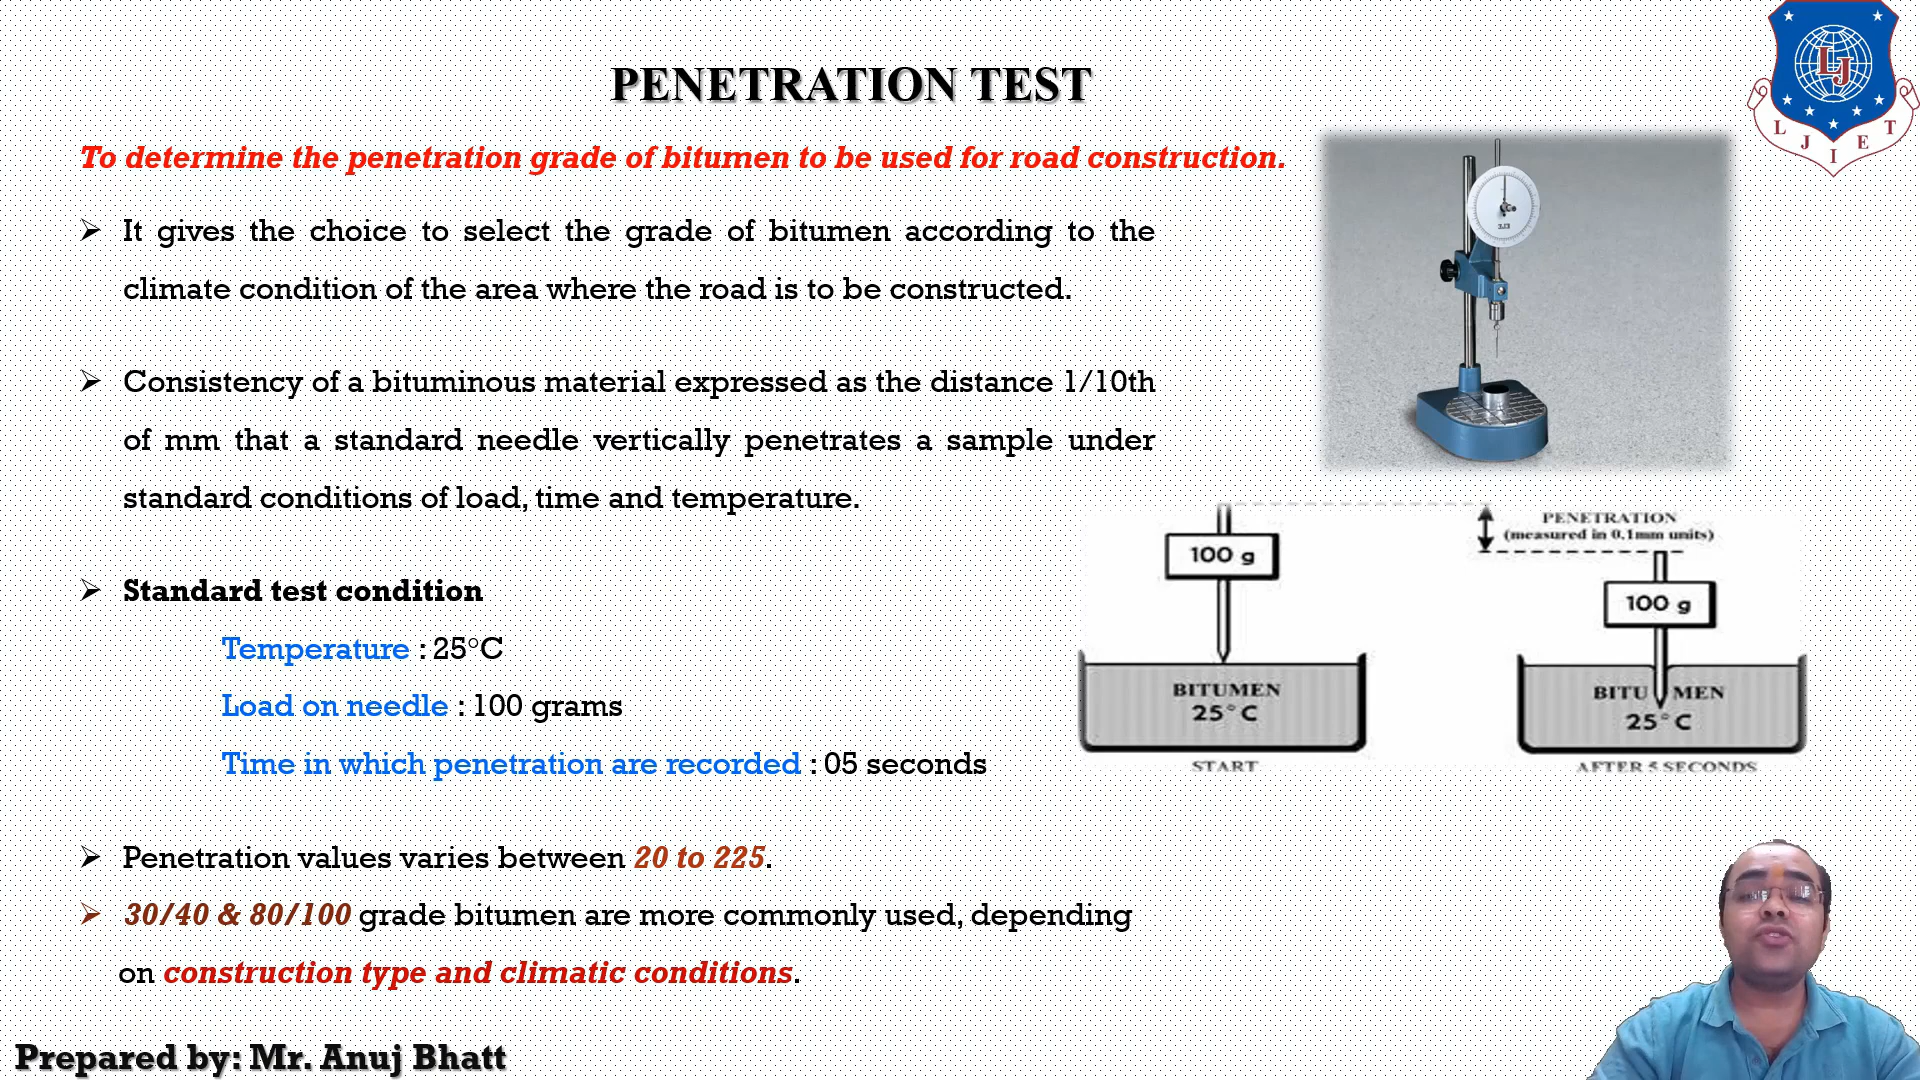 PENETRATION TEST
To determine the penetration grade of bitumen to be used for road construction.
It gives the choice to select the grade of bitumen according to the
climate condition of the area where the road is to be constructed.
Consistency of a bituminous material expressed as the distance 1/10th
of mm that a standard needle vertically penetrates a sample under
standard conditions of load, time and temperature.
Standard test condition
Temperature : 25°C
Load on needle : 100 grams
Time in which penetration are recorded : 05 seconds
Penetration values varies between 20 to 225.
30/40 & 80/100 grade bitumen are more commonly used, depending
on construction type and climatic conditions.
Prepared by: Mr. Anuj Bhatt
LJ
L J I E T
PENETRATION
(measured in 0.1mm units)
100 g
100 g
BITUMEN
25°C
BITUMEN
25°C
START
AFTER 5 SECONDS